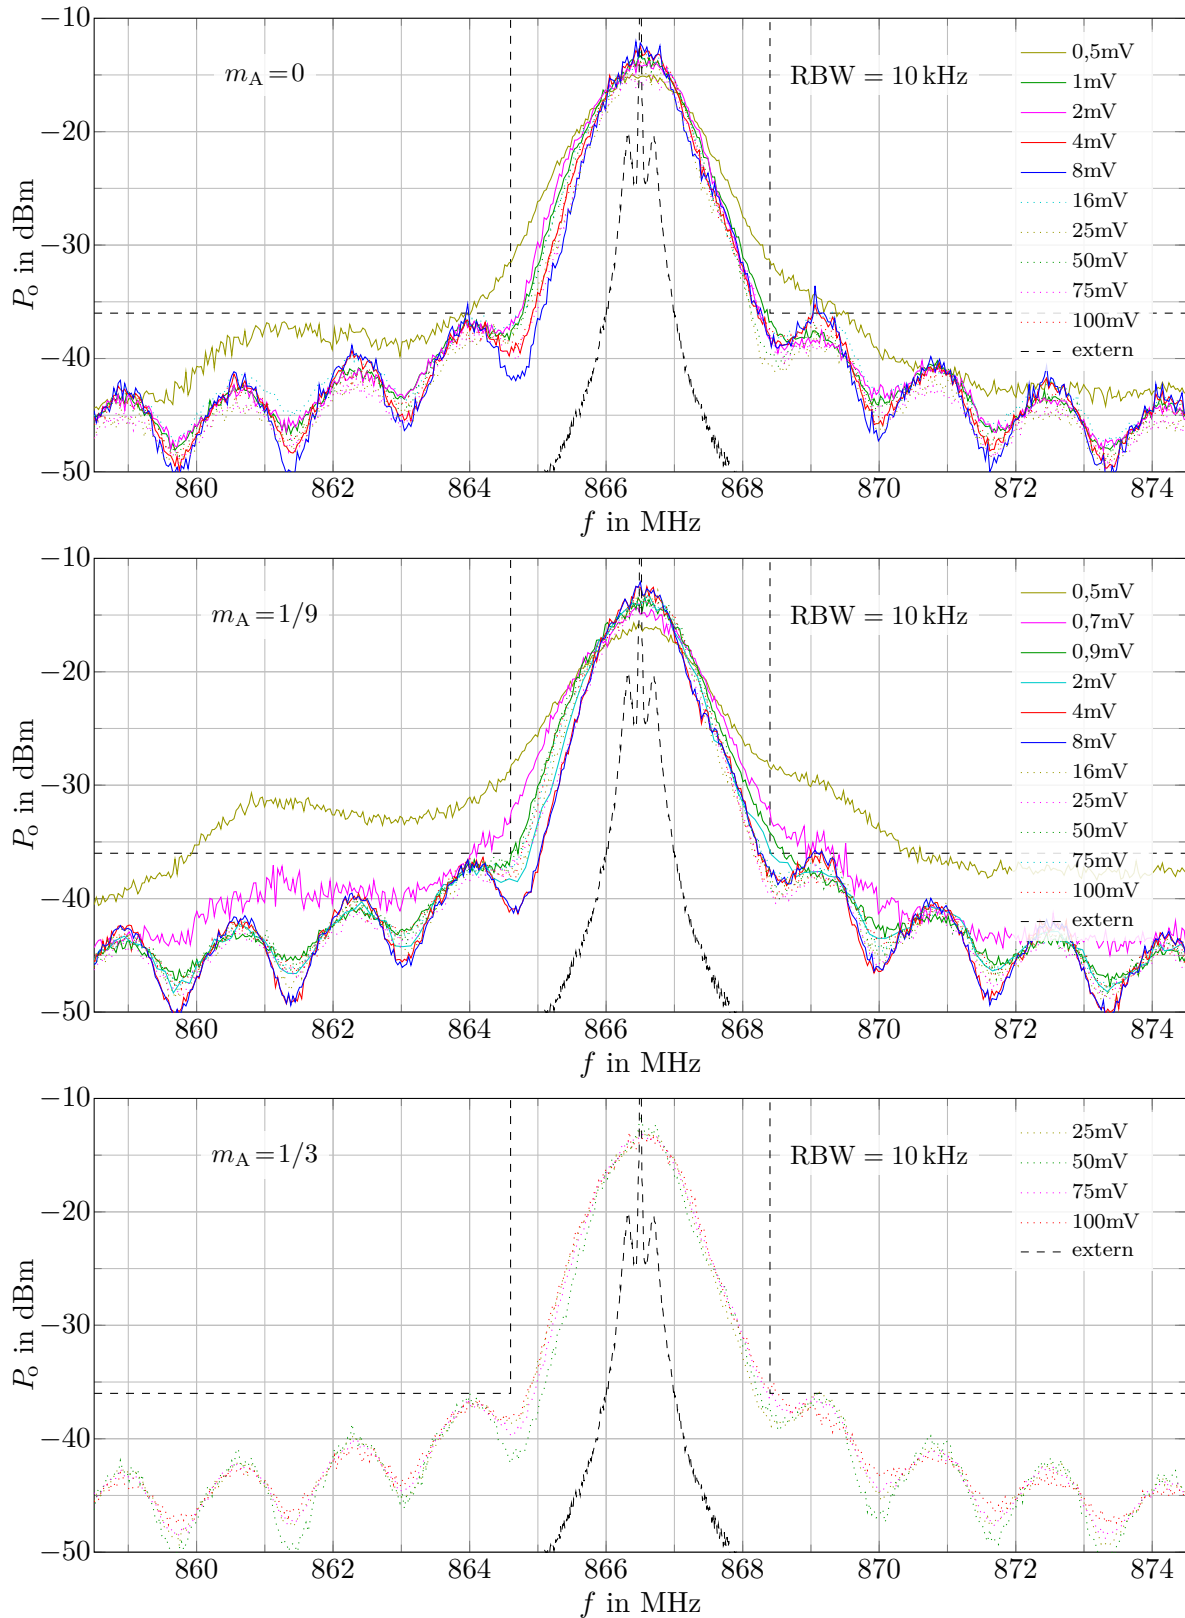 −10
−20
−30
−40
−50
P_o in dBm
m_A = 0
RBW = 10 kHz
0,5mV
1mV
2mV
4mV
8mV
16mV
25mV
50mV
75mV
100mV
extern
860 862 864 866 868 870 872 874
f in MHz
−10
−20
−30
−40
−50
P_o in dBm
m_A = 1/9
RBW = 10 kHz
0,5mV
0,7mV
0,9mV
2mV
4mV
8mV
16mV
25mV
50mV
75mV
100mV
extern
860 862 864 866 868 870 872 874
f in MHz
−10
−20
−30
−40
−50
P_o in dBm
m_A = 1/3
RBW = 10 kHz
25mV
50mV
75mV
100mV
extern
860 862 864 866 868 870 872 874
f in MHz